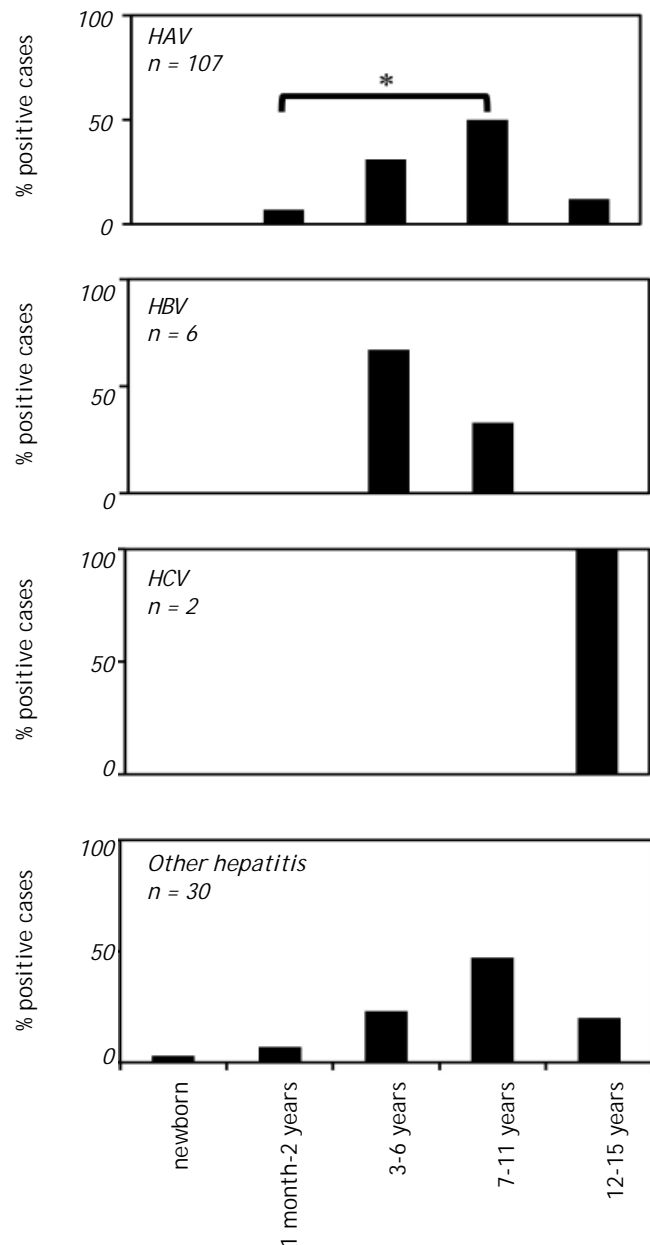 % positive cases
100
50
0
HAV
n = 107
*
% positive cases
100
50
0
HBV
n = 6
% positive cases
100
50
0
HCV
n = 2
% positive cases
100
50
0
Other hepatitis
n = 30
newborn
1 month-2 years
3-6 years
7-11 years
12-15 years